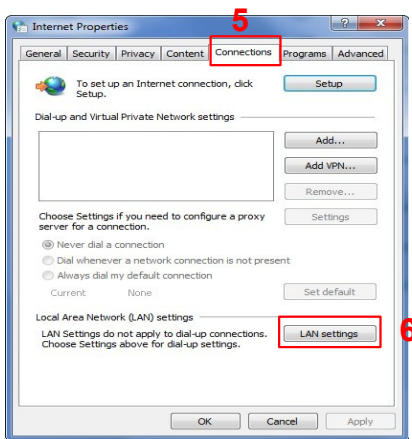 Internet Properties
5
General Security Privacy Content Connections Programs Advanced
To set up an Internet connection, click
Setup.
Setup
Dial-up and Virtual Private Network settings
Add...
Add VPN...
Remove...
Choose Settings if you need to configure a proxy
server for a connection.
Settings
Never dial a connection
Dial whenever a network connection is not present
Always dial my default connection
Current None
Set default
Local Area Network (LAN) settings
LAN Settings do not apply to dial-up connections.
Choose Settings above for dial-up settings.
LAN settings
6
OK Cancel Apply